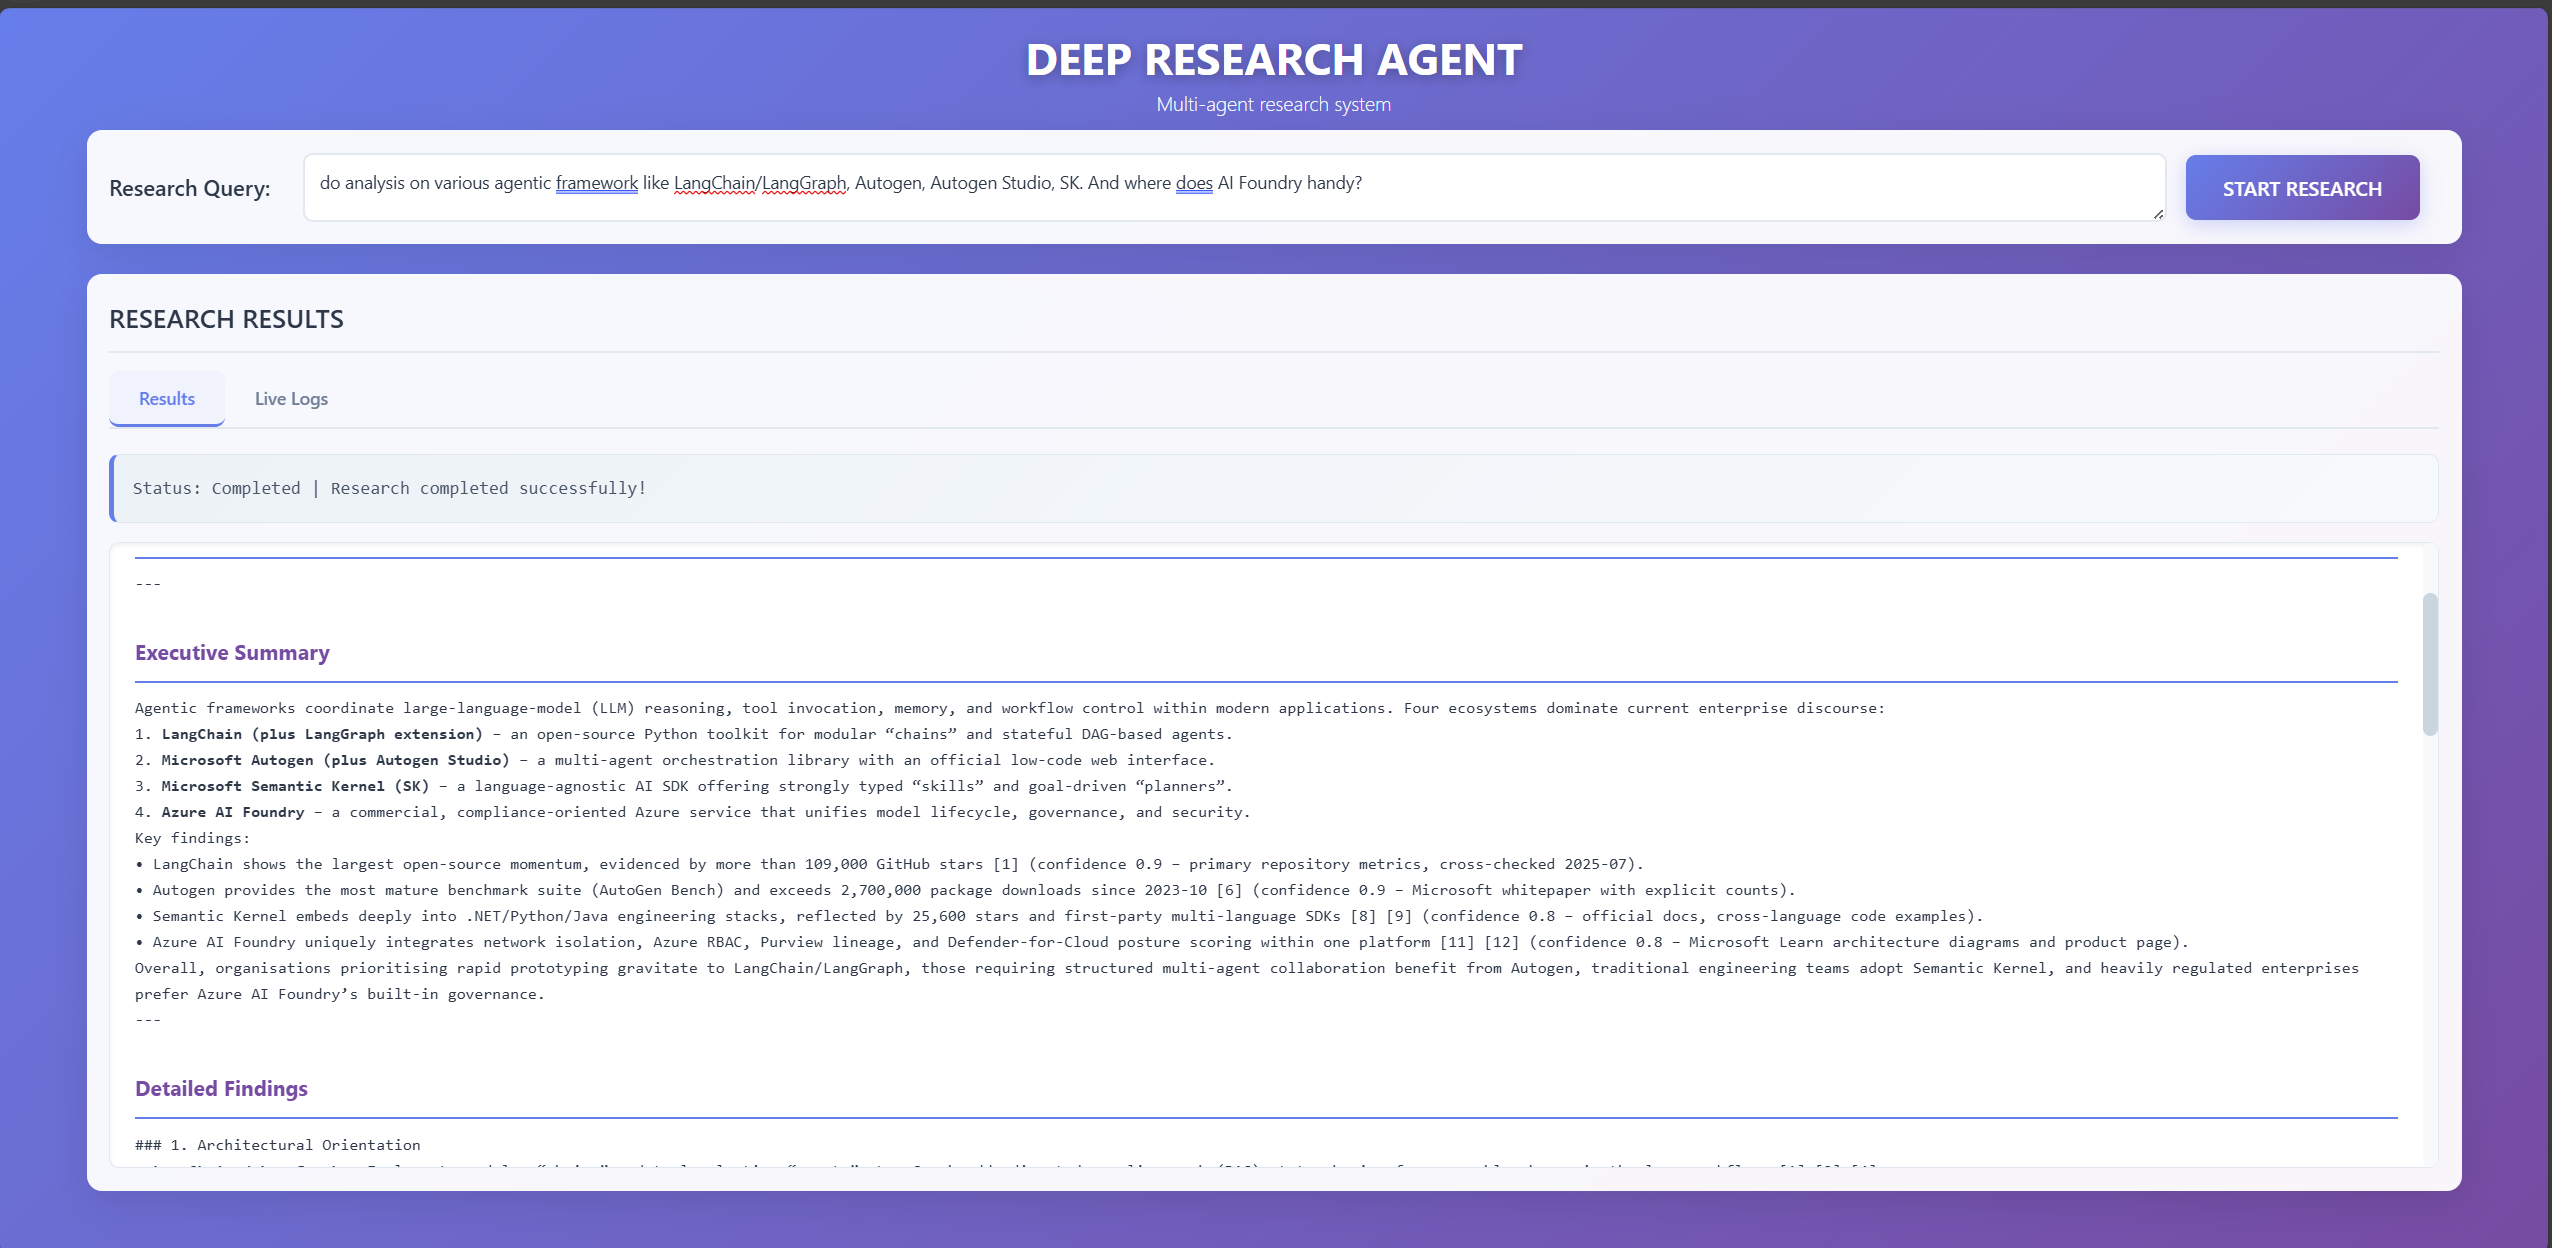 DEEP RESEARCH AGENT
Multi-agent research system
Research Query:
do analysis on various agentic framework like LangChain/LangGraph, Autogen, Autogen Studio, SK. And where does AI Foundry handy?
START RESEARCH
RESEARCH RESULTS
Results
Live Logs
Status: Completed | Research completed successfully!
---
Executive Summary
Agentic frameworks coordinate large-language-model (LLM) reasoning, tool invocation, memory, and workflow control within modern applications. Four ecosystems dominate current enterprise discourse:
1. LangChain (plus LangGraph extension) – an open-source Python toolkit for modular “chains” and stateful DAG-based agents.
2. Microsoft Autogen (plus Autogen Studio) – a multi-agent orchestration library with an official low-code web interface.
3. Microsoft Semantic Kernel (SK) – a language-agnostic AI SDK offering strongly typed “skills” and goal-driven “planners”.
4. Azure AI Foundry – a commercial, compliance-oriented Azure service that unifies model lifecycle, governance, and security.
Key findings:
• LangChain shows the largest open-source momentum, evidenced by more than 109,000 GitHub stars [1] (confidence 0.9 – primary repository metrics, cross-checked 2025-07).
• Autogen provides the most mature benchmark suite (AutoGen Bench) and exceeds 2,700,000 package downloads since 2023-10 [6] (confidence 0.9 – Microsoft whitepaper with explicit counts).
• Semantic Kernel embeds deeply into .NET/Python/Java engineering stacks, reflected by 25,600 stars and first-party multi-language SDKs [8] [9] (confidence 0.8 – official docs, cross-language code examples).
• Azure AI Foundry uniquely integrates network isolation, Azure RBAC, Purview lineage, and Defender-for-Cloud posture scoring within one platform [11] [12] (confidence 0.8 – Microsoft Learn architecture diagrams and product page).
Overall, organisations prioritising rapid prototyping gravitate to LangChain/LangGraph, those requiring structured multi-agent collaboration benefit from Autogen, traditional engineering teams adopt Semantic Kernel, and heavily regulated enterprises
prefer Azure AI Foundry’s built-in governance.
---
Detailed Findings
### 1. Architectural Orientation